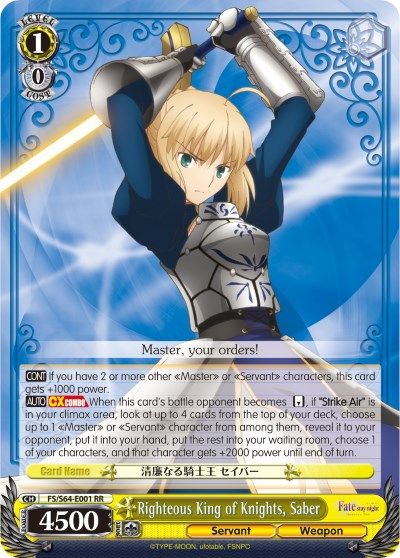 LEVEL
1
0
COST
Master, your orders!
CONT If you have 2 or more other «Master» or «Servant» characters, this card
gets +1000 power.
AUTO CXCOMBO When this card's battle opponent becomes [ ], if "Strike Air" is
in your climax area, look at up to 4 cards from the top of your deck, choose
up to 1 «Master» or «Servant» character from among them, reveal it to your
opponent, put it into your hand, put the rest into your waiting room, choose 1
of your characters, and that character gets +2000 power until end of turn.
Card Name 清廉なる騎士王 セイバー
CH FS/S64-E001 RR Righteous King of Knights, Saber Fate/stay night
POWER 4500 SOUL Servant Weapon
©TYPE-MOON, ufotable, FSNPC